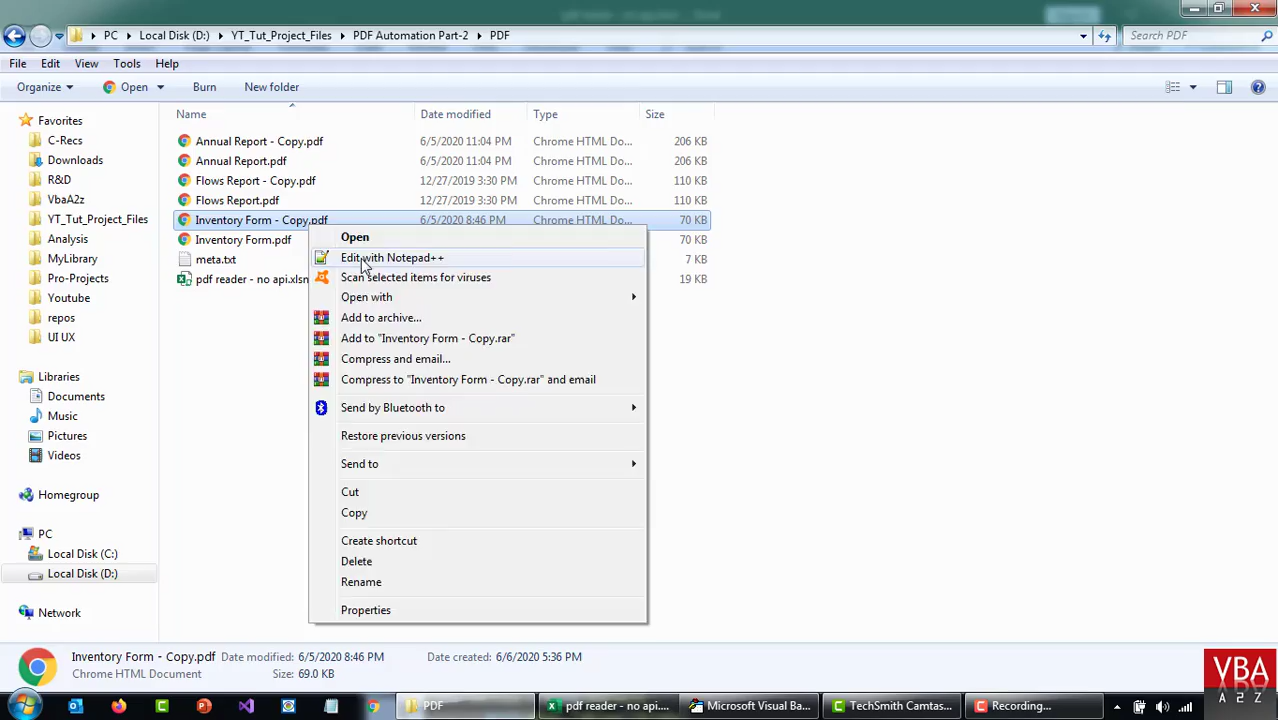 PC Local Disk (D:) YT_Tut_Project_Files PDF Automation Part-2 PDF Search PDF
File Edit View Tools Help
Organize Open Burn New folder
Name Date modified Type Size
Favorites
C-Recs
Downloads
R&D
VbaA2z
YT_Tut_Project_Files
Analysis
MyLibrary
Pro-Projects
Youtube
repos
UI UX
Libraries
Documents
Music
Pictures
Videos
Homegroup
PC
Local Disk (C:)
Local Disk (D:)
Network
Annual Report - Copy.pdf 6/5/2020 11:04 PM Chrome HTML Do... 206 KB
Annual Report.pdf 6/5/2020 11:04 PM Chrome HTML Do... 206 KB
Flows Report - Copy.pdf 12/27/2019 3:30 PM Chrome HTML Do... 110 KB
Flows Report.pdf 12/27/2019 3:30 PM Chrome HTML Do... 110 KB
Inventory Form - Copy.pdf 6/5/2020 8:46 PM Chrome HTML Do... 70 KB
Inventory Form.pdf 70 KB
meta.txt 7 KB
pdf reader - no api.xlsn 19 KB
Open
Edit with Notepad++
Scan selected items for viruses
Open with
Add to archive...
Add to "Inventory Form - Copy.rar"
Compress and email...
Compress to "Inventory Form - Copy.rar" and email
Send by Bluetooth to
Restore previous versions
Send to
Cut
Copy
Create shortcut
Delete
Rename
Properties
Inventory Form - Copy.pdf Date modified: 6/5/2020 8:46 PM Date created: 6/6/2020 5:36 PM
Chrome HTML Document Size: 69.0 KB
VBA
A2Z
PDF
pdf reader - no api....
Microsoft Visual Ba...
TechSmith Camtas...
Recording...